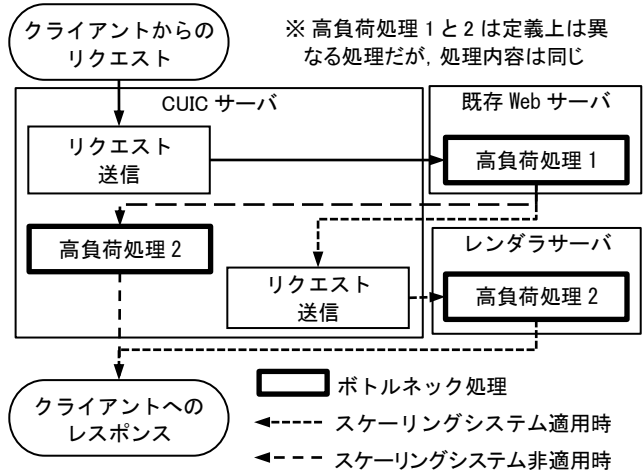 クライアントからの
リクエスト
※ 高負荷処理 1 と 2 は定義上は異
なる処理だが, 処理内容は同じ
CUIC サーバ
既存 Web サーバ
リクエスト
送信
高負荷処理 1
高負荷処理 2
レンダラサーバ
リクエスト
送信
高負荷処理 2
クライアントへの
レスポンス
ボトルネック処理
スケーリングシステム適用時
スケーリングシステム非適用時